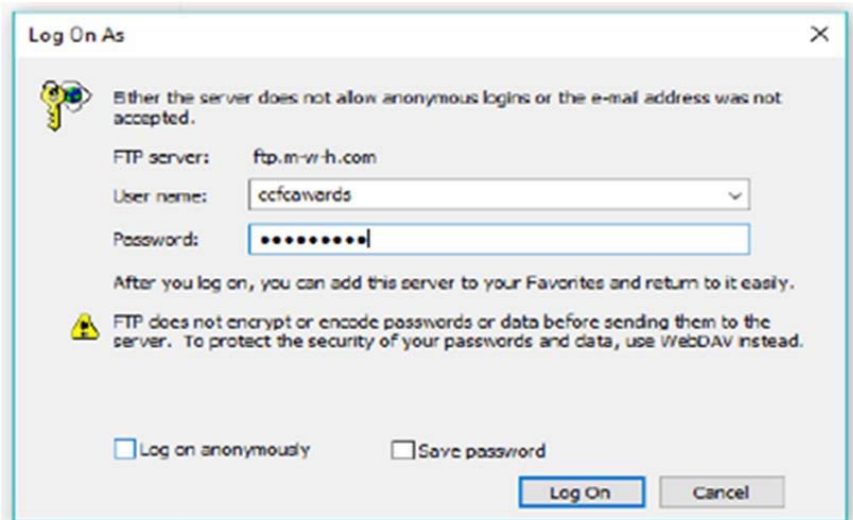 Log On As
Either the server does not allow anonymous logins or the e-mail address was not
accepted.
FTP server: ftp.m-w-h.com
User name: ccfcawards
Password: •••••••••
After you log on, you can add this server to your Favorites and return to it easily.
FTP does not encrypt or encode passwords or data before sending them to the
server. To protect the security of your passwords and data, use WebDAV instead.
Log on anonymously Save password
Log On Cancel